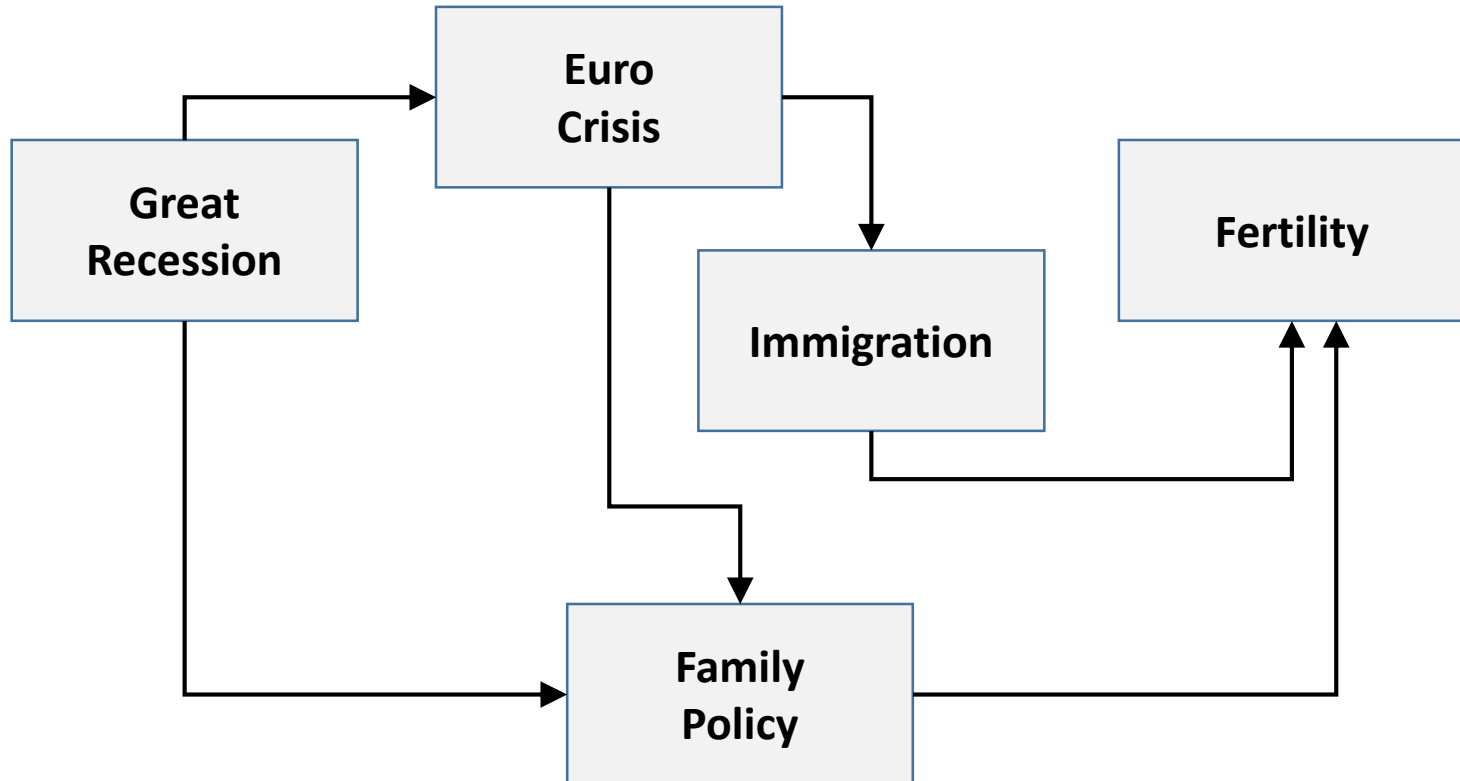 Euro
Crisis
Great
Recession
Fertility
Immigration
Family
Policy